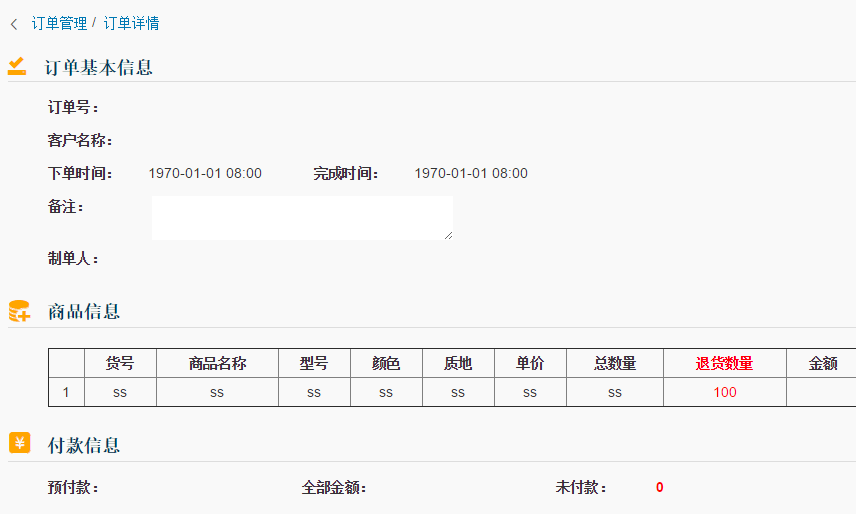 订单管理 / 订单详情
订单基本信息
订单号：
客户名称：
下单时间： 1970-01-01 08:00 完成时间： 1970-01-01 08:00
备注：
制单人：
商品信息
货号 商品名称 型号 颜色 质地 单价 总数量 退货数量 金额
1 ss ss ss ss ss ss ss 100
¥ 付款信息
预付款： 全部金额： 未付款： 0